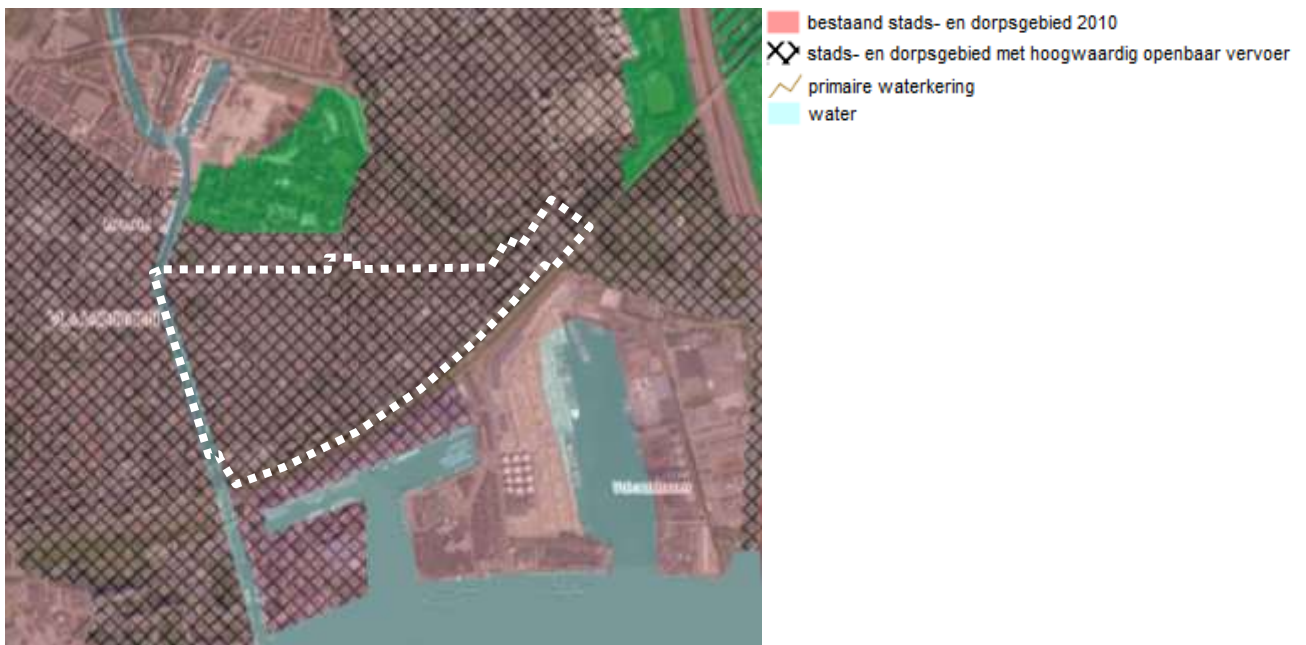 bestaand stads- en dorpsgebied 2010
stads- en dorpsgebied met hoogwaardig openbaar vervoer
primaire waterkering
water